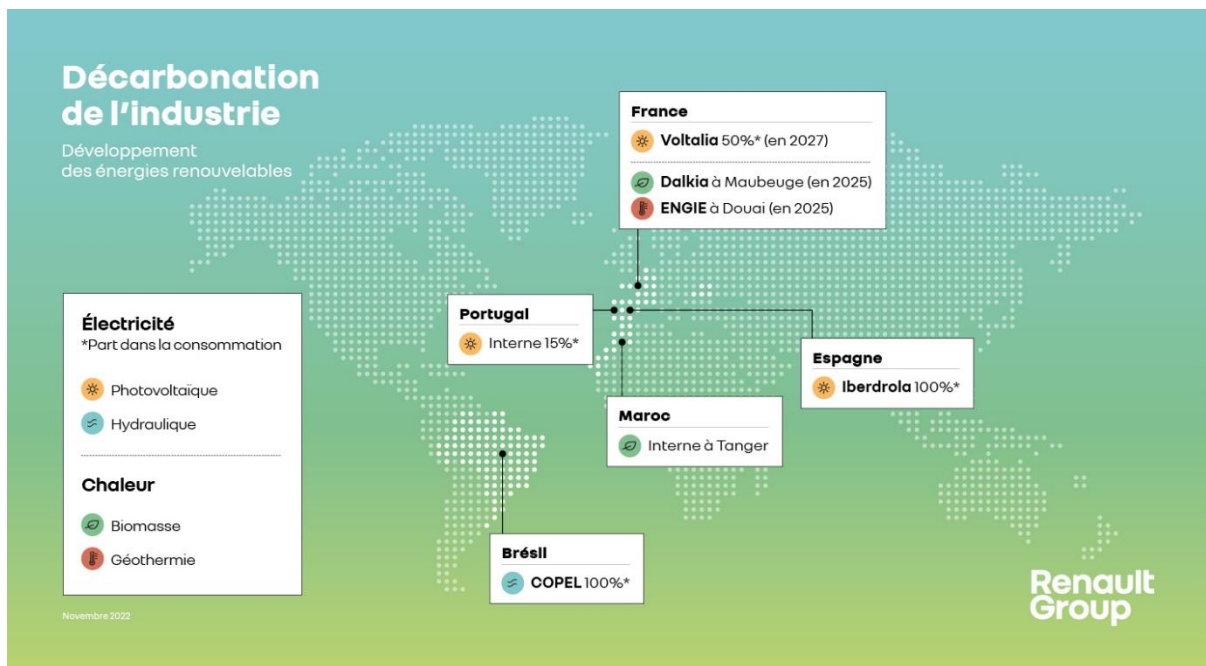 Décarbonation
de l'industrie
Développement
des énergies renouvelables
France
Voltalia 50%* (en 2027)
Dalkia à Maubeuge (en 2025)
ENGIE à Douai (en 2025)
Électricité
*Part dans la consommation
Photovoltaïque
Hydraulique
Chaleur
Biomasse
Géothermie
Portugal
Interne 15%*
Espagne
Iberdrola 100%*
Maroc
Interne à Tanger
Brésil
COPEL 100%*
Novembre 2022
Renault
Group